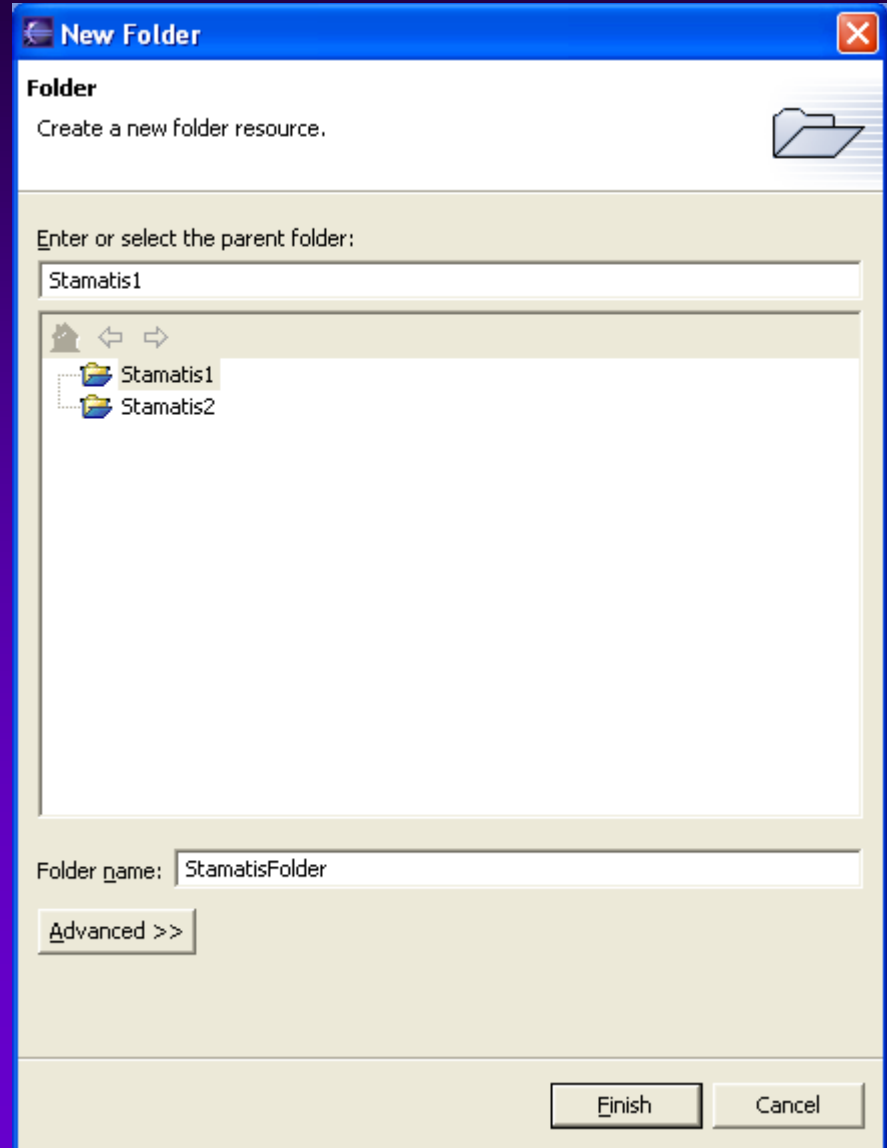 New Folder
Folder
Create a new folder resource.
Enter or select the parent folder:
Stamatis1
Stamatis1
Stamatis2
Folder name: StamatisFolder
Advanced >>
Finish Cancel